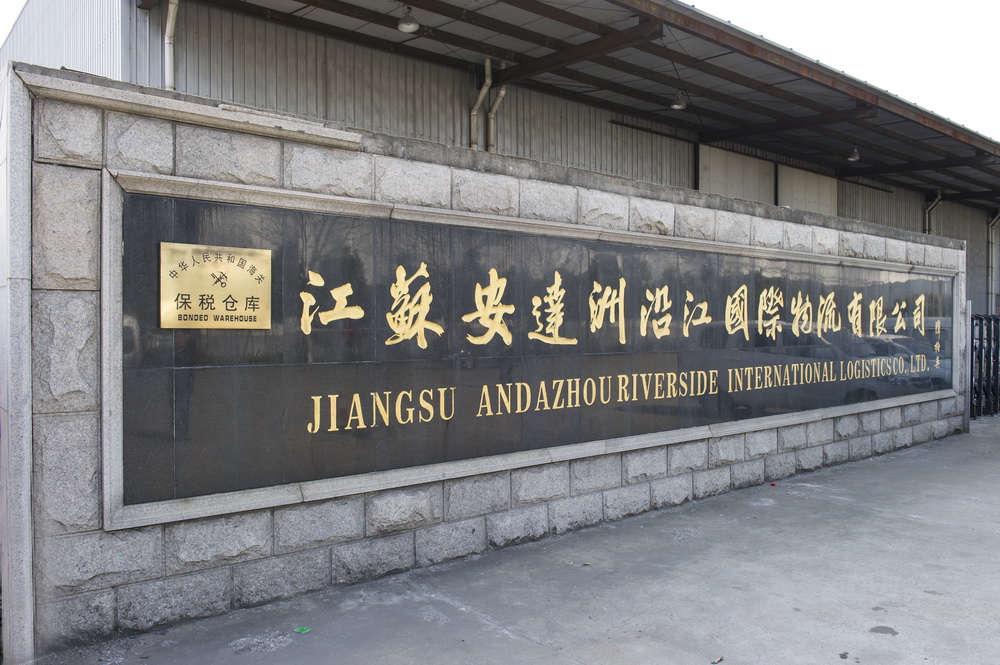 中华人民共和国海关
保税仓库
BONDED WAREHOUSE
江蘇安達洲沿江國際物流有限公司
JIANGSU ANDAZHOU RIVERSIDE INTERNATIONAL LOGISTICS CO., LTD.